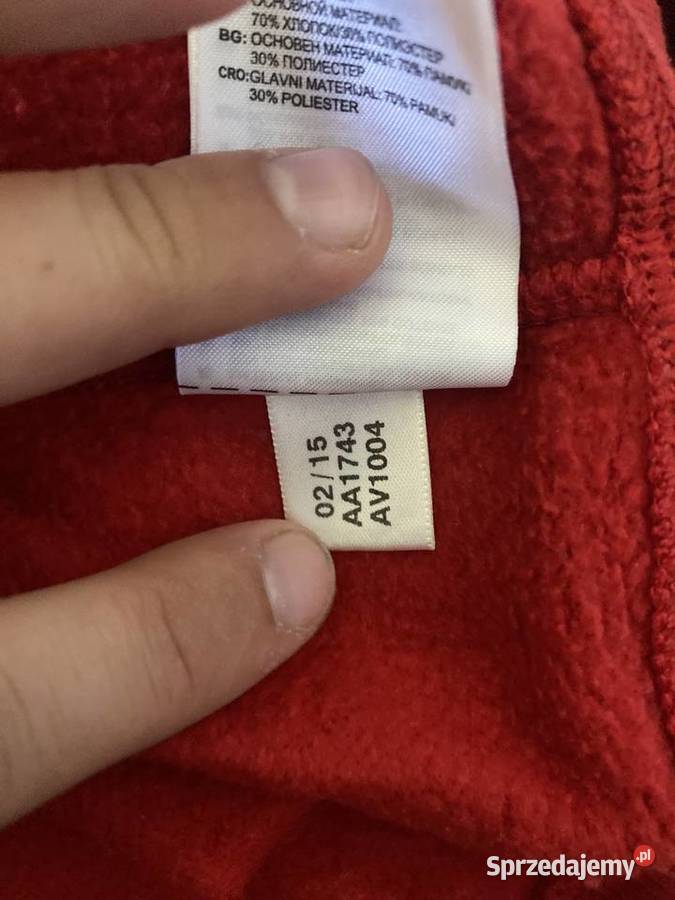 ОСНОВНОЙ МАТЕРИАЛ:
70% ХЛОПОК/30% ПОЛИЭСТЕР
BG: ОСНОВЕН МАТЕРИАЛ: 70% ПАМУК/
30% ПОЛИЕСТЕР
CRO:GLAVNI MATERIJAL: 70% PAMUK/
30% POLIESTER
02/15
AA1743
AV1004
Sprzedajemy.pl